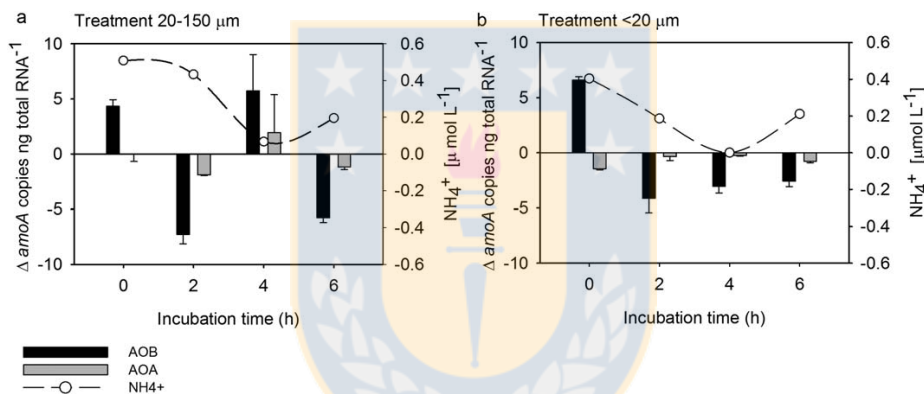 a Treatment 20-150 μm
10
5
0
-5
-10
Δ amoA copies ng total RNA⁻¹
0.6
0.4
0.2
0.0
-0.2
-0.4
-0.6
NH4⁺ [μ mol L⁻¹]
0 2 4 6
Incubation time (h)
b Treatment <20 μm
10
5
0
-5
-10
Δ amoA copies ng total RNA⁻¹
0.6
0.4
0.2
0.0
-0.2
-0.4
-0.6
NH4⁺ [μmol L⁻¹]
0 2 4 6
Incubation time (h)
AOB
AOA
NH4+